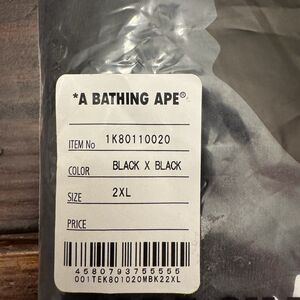 *A BATHING APE®
ITEM No 1K80110020
COLOR BLACK X BLACK
SIZE 2XL
PRICE
4580793755555
001TEK801020MBK22XL